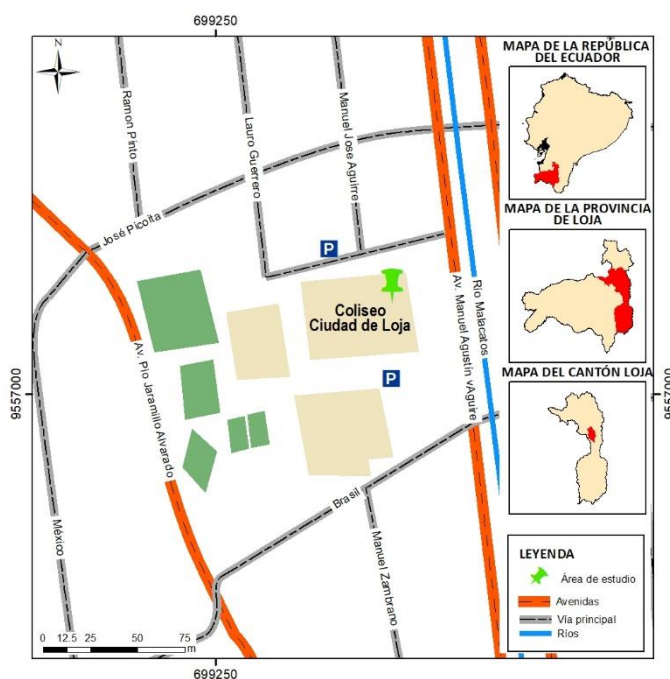 699250
N
MAPA DE LA REPÚBLICA
DEL ECUADOR
MAPA DE LA PROVINCIA
DE LOJA
MAPA DEL CANTÓN LOJA
Ramon Pinto
Lauro Guerrero
Manuel Jose Aguirre
José Picoita
P
Coliseo
Ciudad de Loja
P
Av. Manuel Agustin vAguire
Río Malacatos
Av. Pío Jaramillo Alvarado
9557000
9557000
México
Brasil
Manuel Zambrano
LEYENDA
Área de estudio
Avenidas
Vía principal
Ríos
0 12.5 25 50 75
m
699250